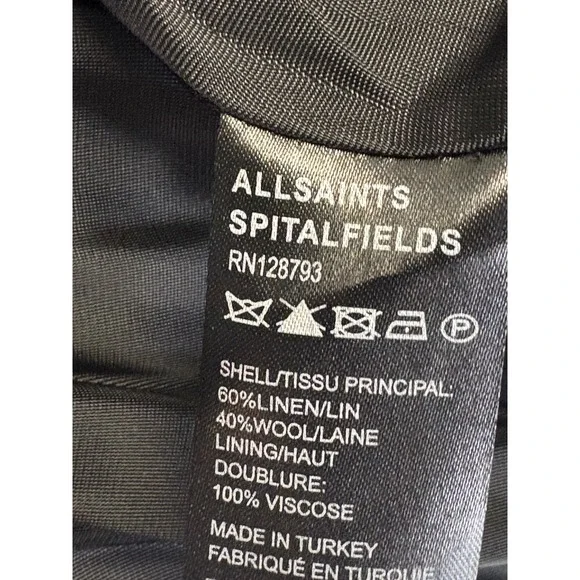 ALLSAINTS
SPITALFIELDS
RN128793
P
SHELL/TISSU PRINCIPAL:
60%LINEN/LIN
40%WOOL/LAINE
LINING/HAUT
DOUBLURE:
100% VISCOSE
MADE IN TURKEY
FABRIQUÉ EN TURQUIE